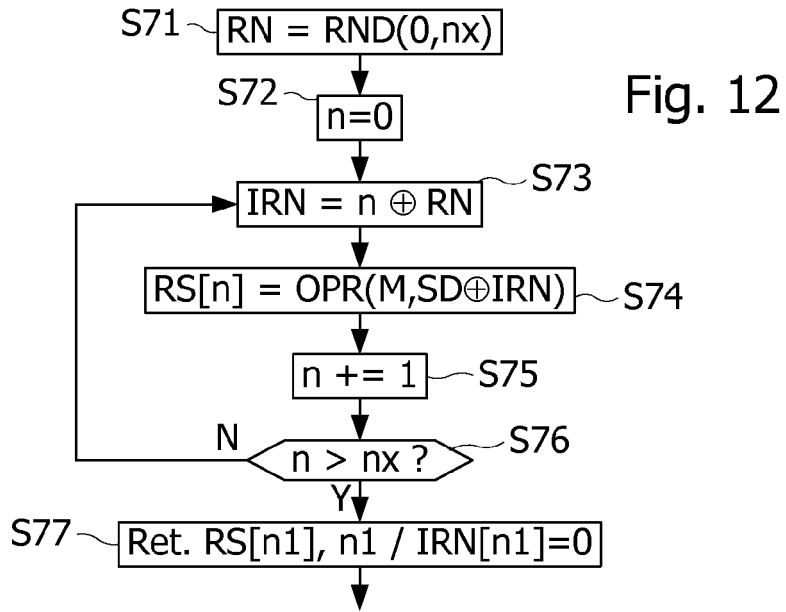 S71
RN = RND(0,nx)
Fig. 12
S72
n=0
S73
IRN = n ⊕ RN
RS[n] = OPR(M,SD⊕IRN)
S74
n += 1
S75
N
n > nx ?
S76
Y
S77
Ret. RS[n1], n1 / IRN[n1]=0